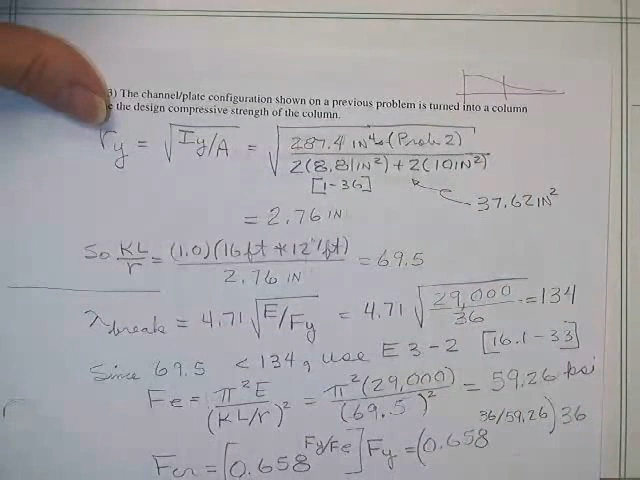 3) The channel/plate configuration shown on a previous problem is turned into a column
the design compressive strength of the column.
ry = √Iy/A = √287.4 IN⁴ (Prob 2) / 2(8.81 IN²) + 2(10 IN²)
[1-36]
37.62 IN²
= 2.76 IN
So KL/r = (1.0)(16 ft * 12"/ft) / 2.76 IN = 69.5
λbreak = 4.71 √E/Fy = 4.71 √29,000/36 = 134
Since 69.5 < 134, use E 3-2 [16.1-33]
Fe = π²E/(KL/r)² = π²(29,000)/(69.5)² = 59.26 psi
Fcr = [0.658^Fy/Fe] Fy = (0.658^36/59.26) 36